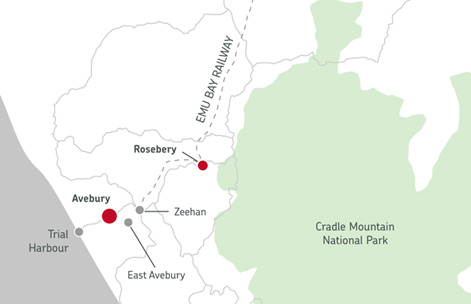 EMU BAY RAILWAY
Rosebery
Avebury
Zeehan
Trial
Harbour
East Avebury
Cradle Mountain
National Park